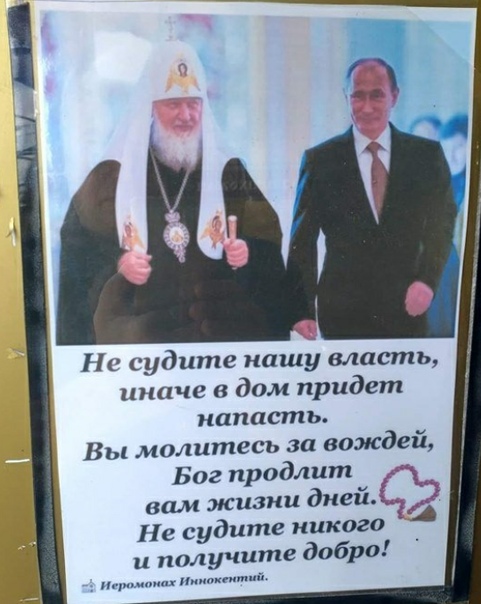 Не судите нашу власть,
иначе в дом придет
напасть.
Вы молитесь за вождей,
Бог продлит
вам жизни дней.
Не судите никого
и получите добро!
Иеромонах Иннокентий.